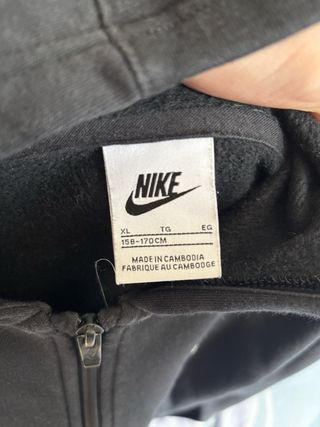 NIKE
XL TG EG
158-170CM
MADE IN CAMBODIA
FABRIQUE AU CAMBODGE